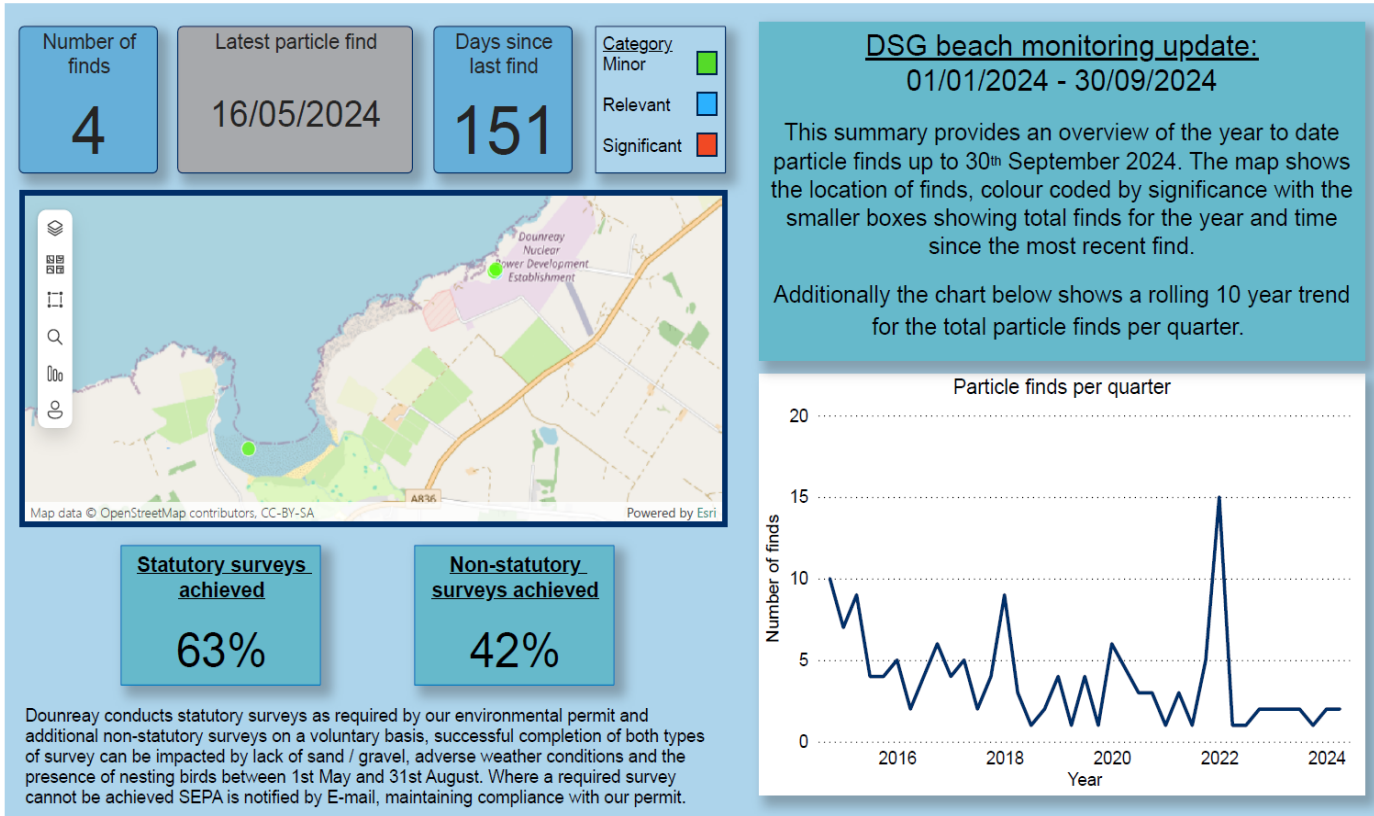 Number of
finds
4
Latest particle find
16/05/2024
Days since
last find
151
Category
Minor
Relevant
Significant
DSG beach monitoring update:
01/01/2024 - 30/09/2024
This summary provides an overview of the year to date
particle finds up to 30th September 2024. The map shows
the location of finds, colour coded by significance with the
smaller boxes showing total finds for the year and time
since the most recent find.
Additionally the chart below shows a rolling 10 year trend
for the total particle finds per quarter.
Dounreay
Nuclear
Power Development
Establishment
A836
Map data © OpenStreetMap contributors, CC-BY-SA
Powered by Esri
Statutory surveys
achieved
63%
Non-statutory
surveys achieved
42%
Dounreay conducts statutory surveys as required by our environmental permit and
additional non-statutory surveys on a voluntary basis, successful completion of both types
of survey can be impacted by lack of sand / gravel, adverse weather conditions and the
presence of nesting birds between 1st May and 31st August. Where a required survey
cannot be achieved SEPA is notified by E-mail, maintaining compliance with our permit.
Particle finds per quarter
Number of finds
20
15
10
5
0
2016 2018 2020 2022 2024
Year